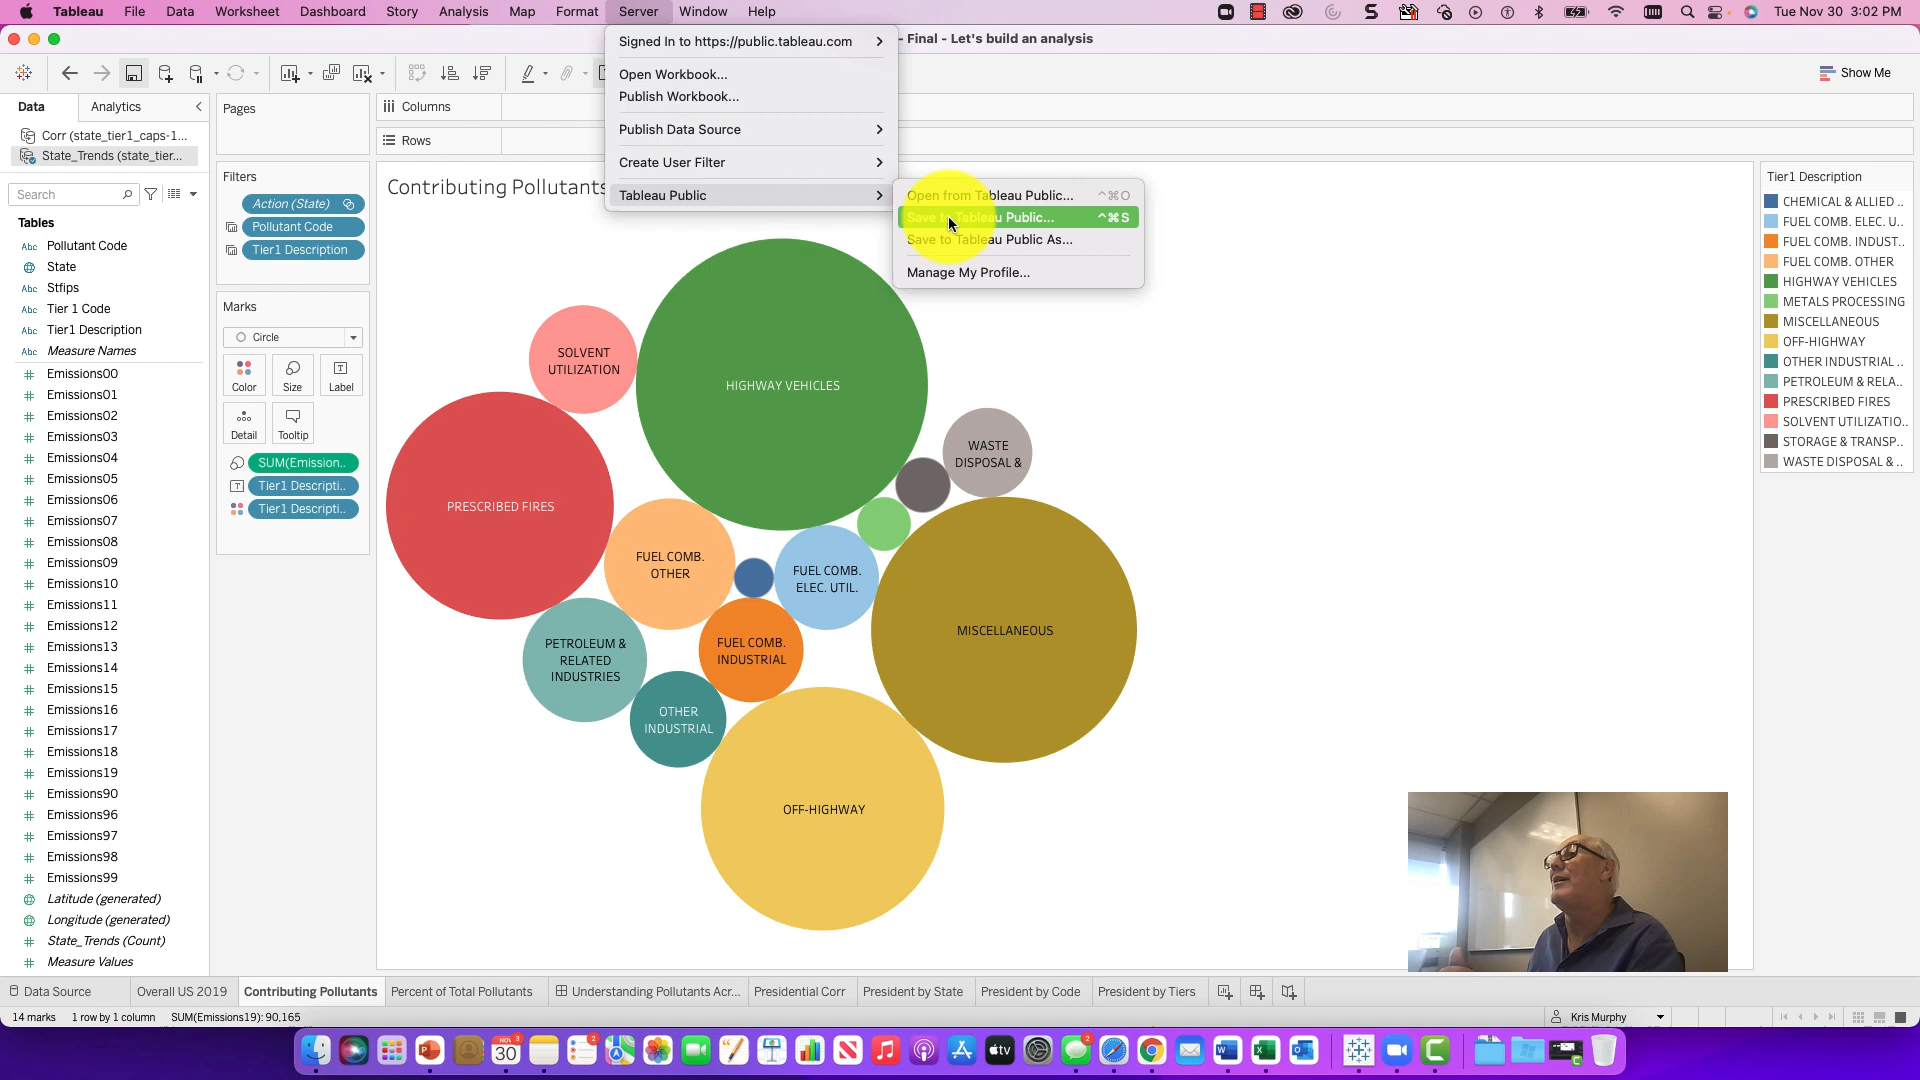 Tableau File Data Worksheet Dashboard Story Analysis Map Format Server Window Help Tue Nov 30 3:02 PM
- Final - Let's build an analysis
Signed In to https://public.tableau.com
Open Workbook...
Publish Workbook...
Publish Data Source
Create User Filter
Tableau Public
Open from Tableau Public... ^⌘O
Save to Tableau Public... ^⌘S
Save to Tableau Public As...
Manage My Profile...
Show Me
Data Analytics
Corr (state_tier1_caps-1...
State_Trends (state_tier...
Search
Tables
Abc Pollutant Code
State
Abc Stfips
Abc Tier 1 Code
Abc Tier1 Description
Abc Measure Names
# Emissions00
# Emissions01
# Emissions02
# Emissions03
# Emissions04
# Emissions05
# Emissions06
# Emissions07
# Emissions08
# Emissions09
# Emissions10
# Emissions11
# Emissions12
# Emissions13
# Emissions14
# Emissions15
# Emissions16
# Emissions17
# Emissions18
# Emissions19
# Emissions90
# Emissions96
# Emissions97
# Emissions98
# Emissions99
Latitude (generated)
Longitude (generated)
# State_Trends (Count)
# Measure Values
Pages
Filters
Action (State)
Pollutant Code
Tier1 Description
Marks
Circle
Color Size Label
Detail Tooltip
SUM(Emission..
Tier1 Descripti..
Tier1 Descripti..
Columns
Rows
Contributing Pollutants
SOLVENT
UTILIZATION
HIGHWAY VEHICLES
WASTE
DISPOSAL &
PRESCRIBED FIRES
FUEL COMB.
OTHER
FUEL COMB.
ELEC. UTIL.
MISCELLANEOUS
PETROLEUM &
RELATED
INDUSTRIES
FUEL COMB.
INDUSTRIAL
OTHER
INDUSTRIAL
OFF-HIGHWAY
Tier1 Description
CHEMICAL & ALLIED ..
FUEL COMB. ELEC. U..
FUEL COMB. INDUST..
FUEL COMB. OTHER
HIGHWAY VEHICLES
METALS PROCESSING
MISCELLANEOUS
OFF-HIGHWAY
OTHER INDUSTRIAL ..
PETROLEUM & RELA..
PRESCRIBED FIRES
SOLVENT UTILIZATIO..
STORAGE & TRANSP..
WASTE DISPOSAL & ..
Data Source Overall US 2019 Contributing Pollutants Percent of Total Pollutants Understanding Pollutants Acr... Presidential Corr President by State President by Code President by Tiers
14 marks 1 row by 1 column SUM(Emissions19): 90,165 Kris Murphy
NOV 30 3 2 tv 2